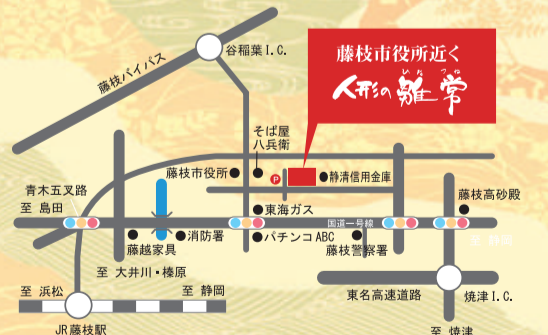 谷稲葉I.C.
藤枝バイパス
藤枝市役所近く
人形の雛常
ひなつね
そば屋
八兵衛
藤枝市役所
P
静清信用金庫
青木五叉路
至 島田
藤枝高砂殿
東海ガス
国道一号線
藤越家具
消防署
パチンコABC
藤枝警察署
至 静岡
至 大井川・榛原
至 浜松
至 静岡
東名高速道路
焼津I.C.
JR藤枝駅
至 焼津